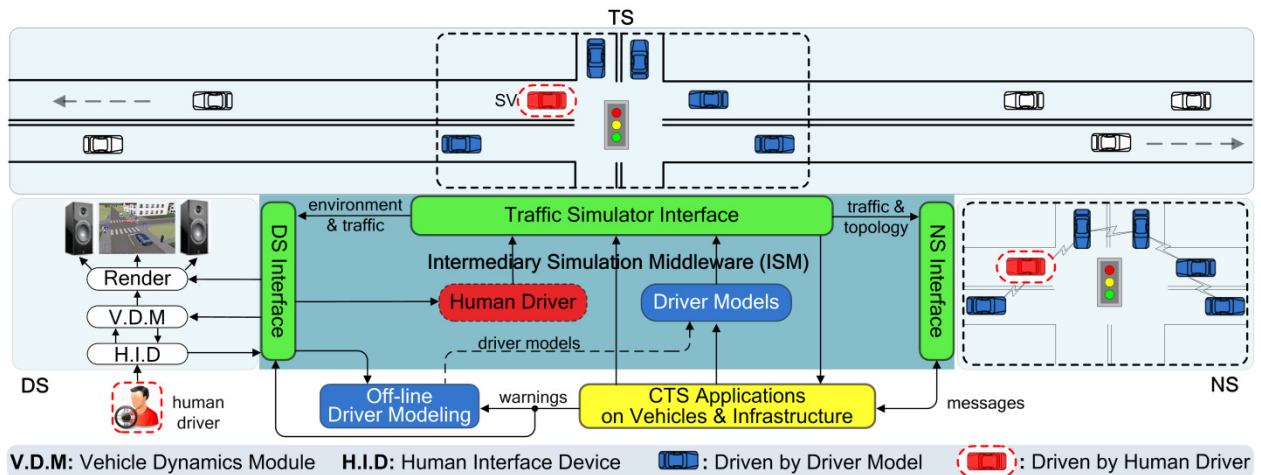 TS
SV
environment
& traffic
Traffic Simulator Interface
traffic &
topology
DS Interface
NS Interface
Intermediary Simulation Middleware (ISM)
Render
Human Driver
Driver Models
V.D.M
H.I.D
driver models
DS
NS
human
driver
Off-line
Driver Modeling
warnings
CTS Applications
on Vehicles & Infrastructure
messages
V.D.M: Vehicle Dynamics Module H.I.D: Human Interface Device : Driven by Driver Model : Driven by Human Driver